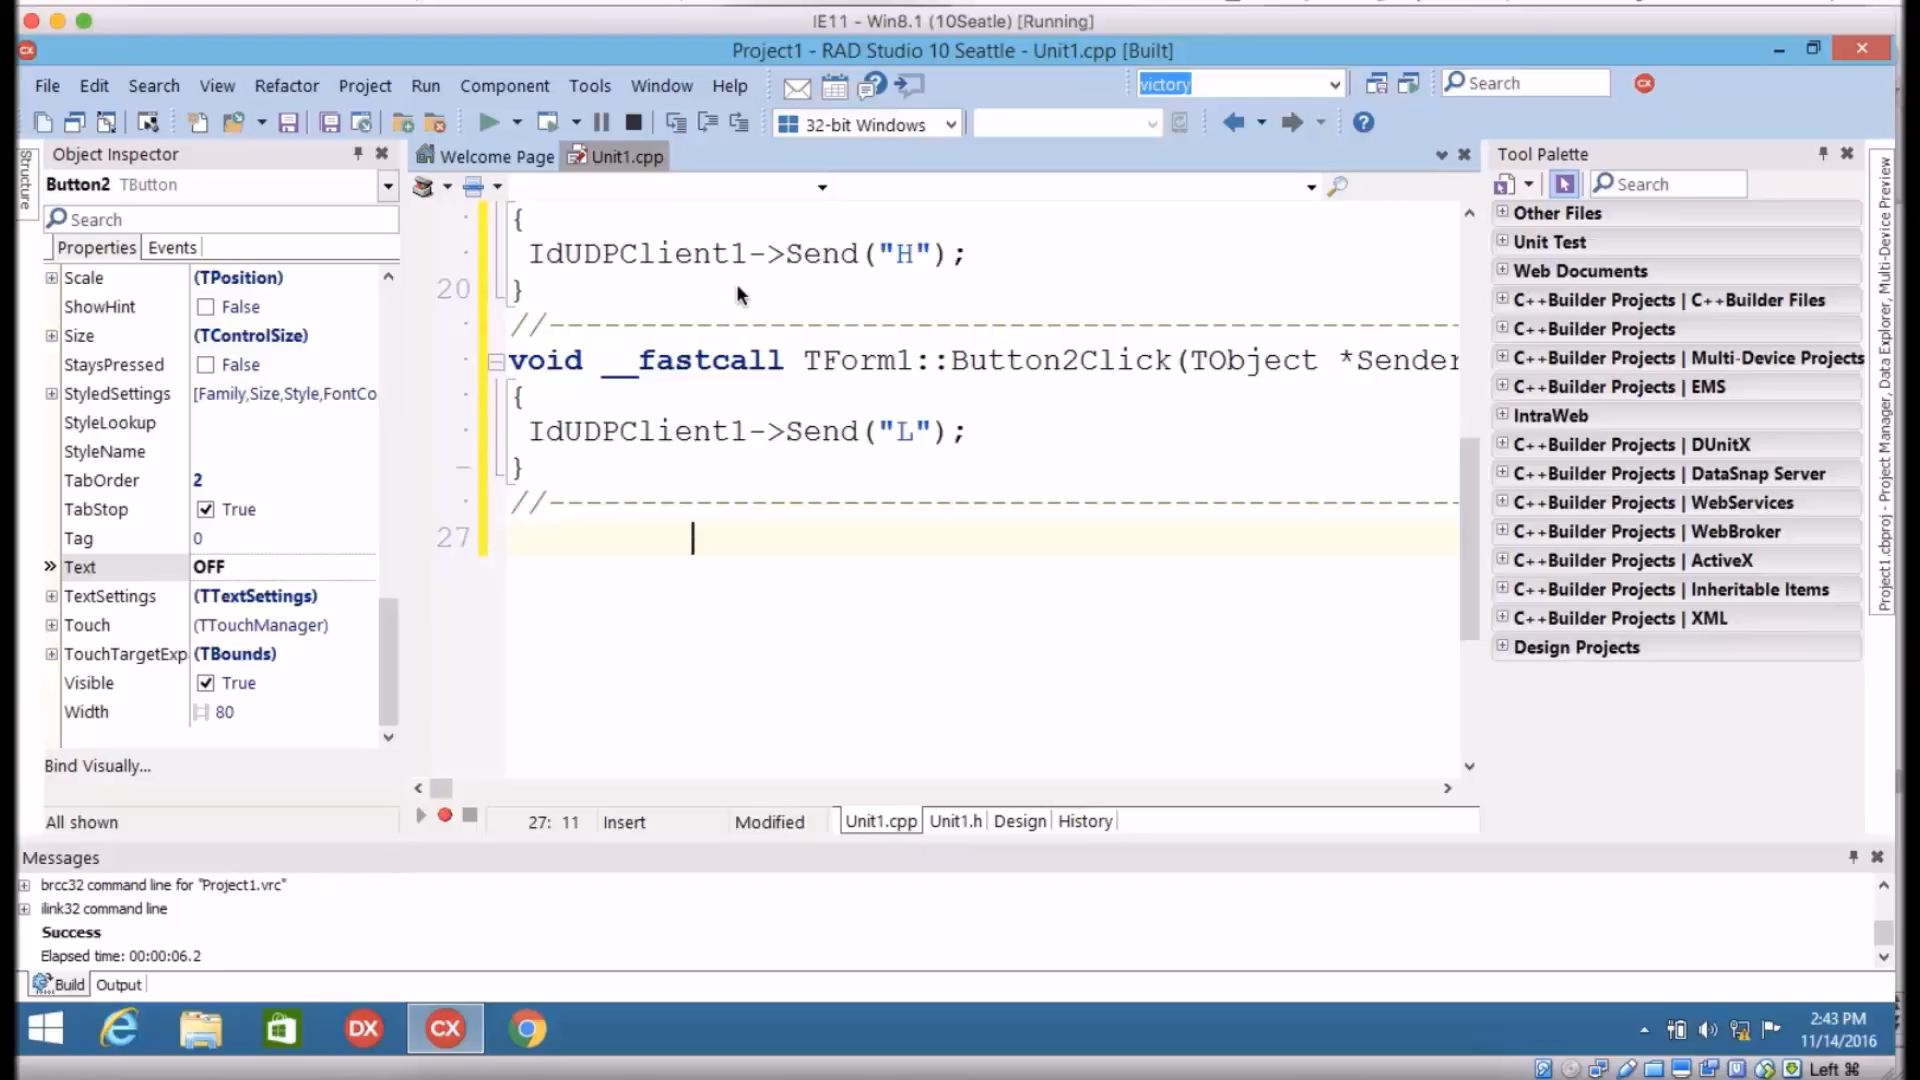 IE11 - Win8.1 (10Seatle) [Running]
Project1 - RAD Studio 10 Seattle - Unit1.cpp [Built]
File Edit Search View Refactor Project Run Component Tools Window Help
victory
Search
32-bit Windows
Structure
Object Inspector
Button2 TButton
Search
Properties Events
Scale (TPosition)
ShowHint False
Size (TControlSize)
StaysPressed False
StyledSettings [Family,Size,Style,FontCo
StyleLookup
StyleName
TabOrder 2
TabStop True
Tag 0
Text OFF
TextSettings (TTextSettings)
Touch (TTouchManager)
TouchTargetExp (TBounds)
Visible True
Width 80
Bind Visually...
All shown
Welcome Page Unit1.cpp
{
IdUDPClient1->Send("H");
20 }
//--------------------------------------------------
void __fastcall TForm1::Button2Click(TObject *Sender
{
IdUDPClient1->Send("L");
}
//--------------------------------------------------
27
27: 11 Insert Modified Unit1.cpp Unit1.h Design History
Tool Palette
Search
Other Files
Unit Test
Web Documents
C++Builder Projects | C++Builder Files
C++Builder Projects
C++Builder Projects | Multi-Device Projects
C++Builder Projects | EMS
IntraWeb
C++Builder Projects | DUnitX
C++Builder Projects | DataSnap Server
C++Builder Projects | WebServices
C++Builder Projects | WebBroker
C++Builder Projects | ActiveX
C++Builder Projects | Inheritable Items
C++Builder Projects | XML
Design Projects
Project1.cbproj - Project Manager, Data Explorer, Multi-Device Preview
Messages
brcc32 command line for "Project1.vrc"
ilink32 command line
Success
Elapsed time: 00:00:06.2
Build Output
DX
CX
2:43 PM
11/14/2016
Left ⌘